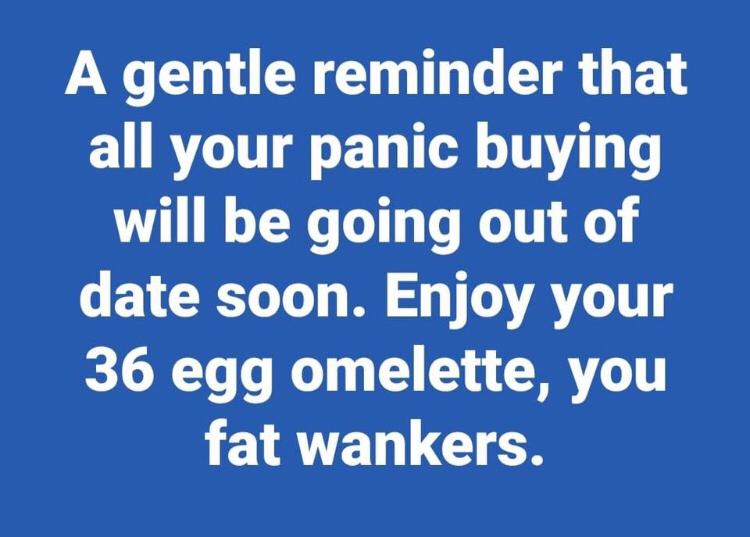 A gentle reminder that
all your panic buying
will be going out of
date soon. Enjoy your
36 egg omelette, you
fat wankers.